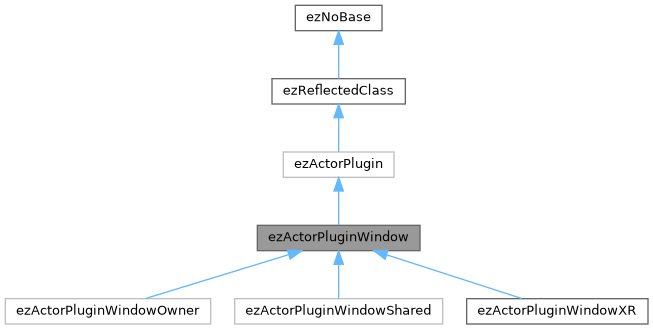 ezNoBase
ezReflectedClass
ezActorPlugin
ezActorPluginWindow
ezActorPluginWindowOwner
ezActorPluginWindowShared
ezActorPluginWindowXR